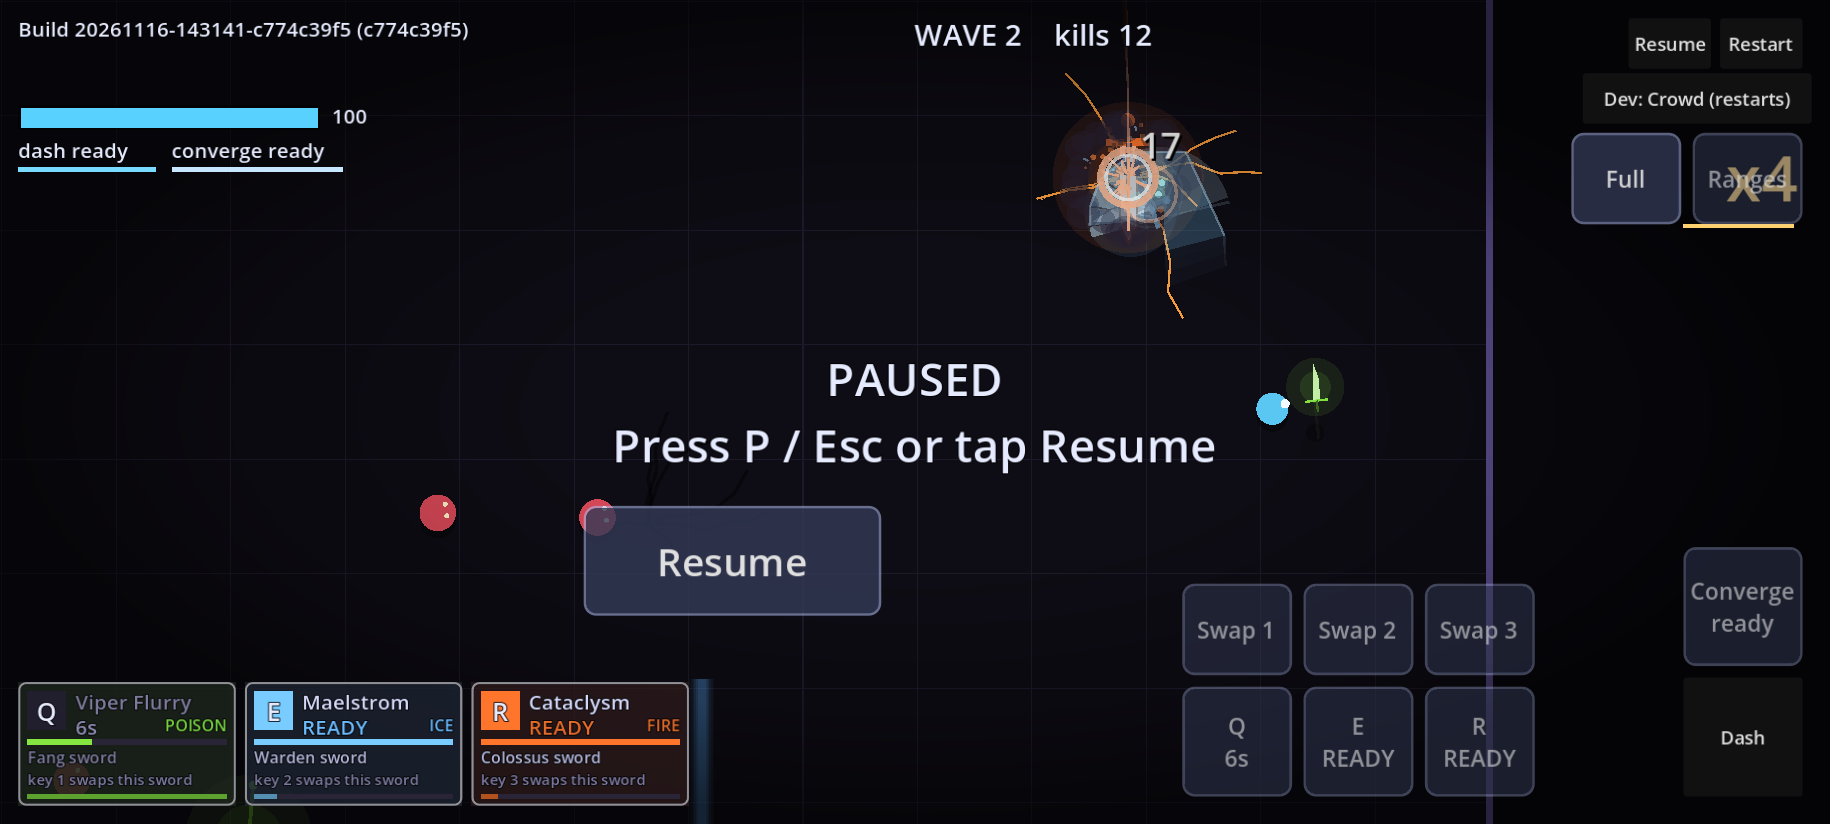 Build 20261116-143141-c774c39f5 (c774c39f5)
WAVE 2 kills 12
Resume Restart
Dev: Crowd (restarts)
100
dash ready converge ready
17
Full Ranges x4
PAUSED
Press P / Esc or tap Resume
Resume
Swap 1 Swap 2 Swap 3
Converge
ready
Q Viper Flurry
6s POISON
Fang sword
key 1 swaps this sword
E Maelstrom
READY ICE
Warden sword
key 2 swaps this sword
R Cataclysm
READY FIRE
Colossus sword
key 3 swaps this sword
Q
6s
E
READY
R
READY
Dash